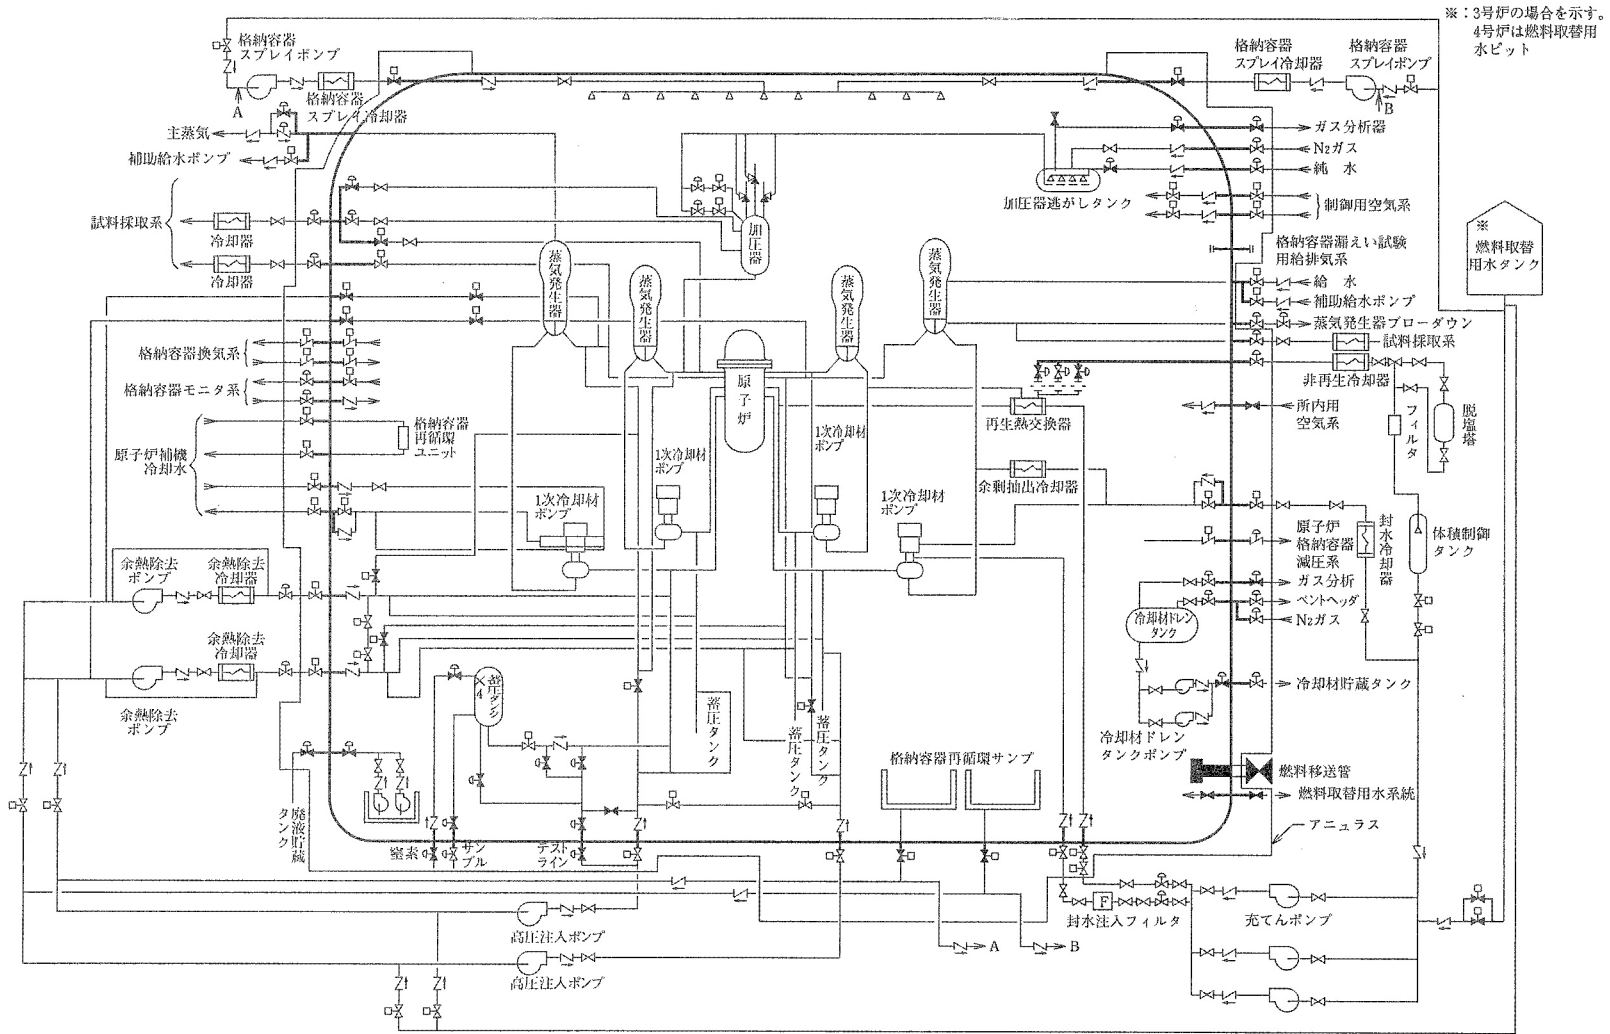 ※：3号炉の場合を示す。
4号炉は燃料取替用
水ピット
格納容器
スプレイポンプ
格納容器
スプレイ冷却器
A
主蒸気
補助給水ポンプ
試料採取系
冷却器
冷却器
格納容器換気系
格納容器モニタ系
原子炉補機
冷却水
格納容器
再循環
ユニット
余熱除去
ポンプ
余熱除去
冷却器
余熱除去
冷却器
余熱除去
ポンプ
廃液貯蔵
タンク
窒素
サン
プル
テスト
ライン
蓄圧タンク
×4
蒸気発生器
蒸気発生器
加圧器
原子炉
蒸気発生器
蒸気発生器
1次冷却材
ポンプ
1次冷却材
ポンプ
1次冷却材
ポンプ
1次冷却材
ポンプ
蓄圧タンク
蓄圧タンク
蓄圧タンク
高圧注入ポンプ
高圧注入ポンプ
格納容器
スプレイ冷却器
格納容器
スプレイポンプ
B
加圧器逃がしタンク
ガス分析器
N2ガス
純　水
制御用空気系
格納容器漏えい試験
用給排気系
給　水
補助給水ポンプ
蒸気発生器ブローダウン
試料採取系
非再生冷却器
再生熱交換器
所内用
空気系
フィルタ
脱塩塔
余剰抽出冷却器
原子炉
格納容器
減圧系
封水冷却器
体積制御
タンク
ガス分析
ベントヘッダ
N2ガス
冷却材ドレン
タンク
冷却材貯蔵タンク
冷却材ドレン
タンクポンプ
格納容器再循環サンプ
燃料移送管
燃料取替用水系統
アニュラス
F
封水注入フィルタ
充てんポンプ
A
B
※
燃料取替
用水タンク